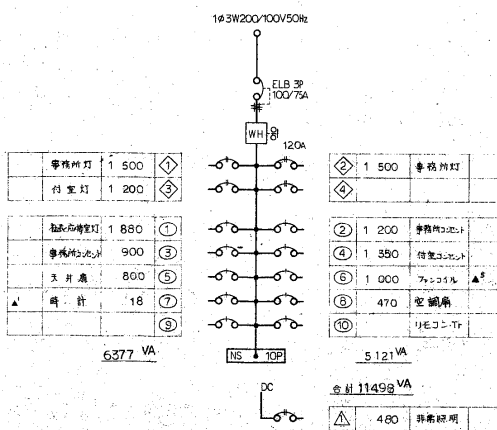 1φ3W200/100V50Hz
ELB 3P
100/75A
WH
120A
事務所灯 1 500 1
2 1 500 事務所灯
付室灯 1 200 3
4
1 880 1
2 1 200 事務所コンセント
事務所コンセント 900 3
4 1 350 付室コンセント
天井扇 800 5
6 1 000 ファンコイル
時計 18 7
8 470 空調扇
9
10 リモコン·Tr
6377 VA
NS 10P
5121 VA
DC
合計 11498 VA
1 480 非常照明